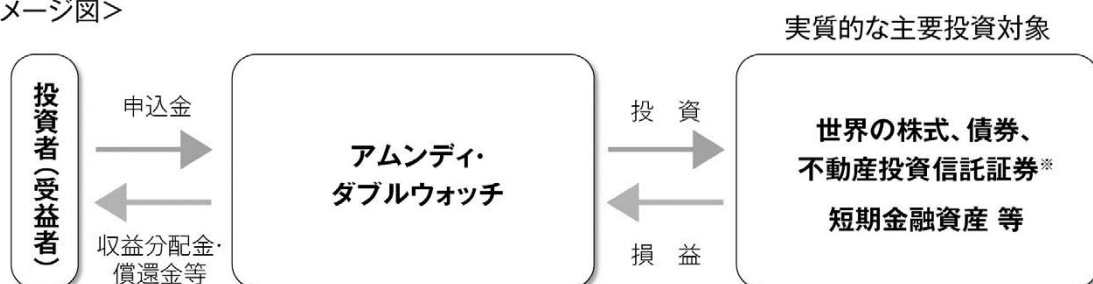 メージ図>
実質的な主要投資対象
投資者(受益者)
申込金
収益分配金・
償還金等
アムンディ・
ダブルウォッチ
投 資
損 益
世界の株式、債券、
不動産投資信託証券※
短期金融資産 等